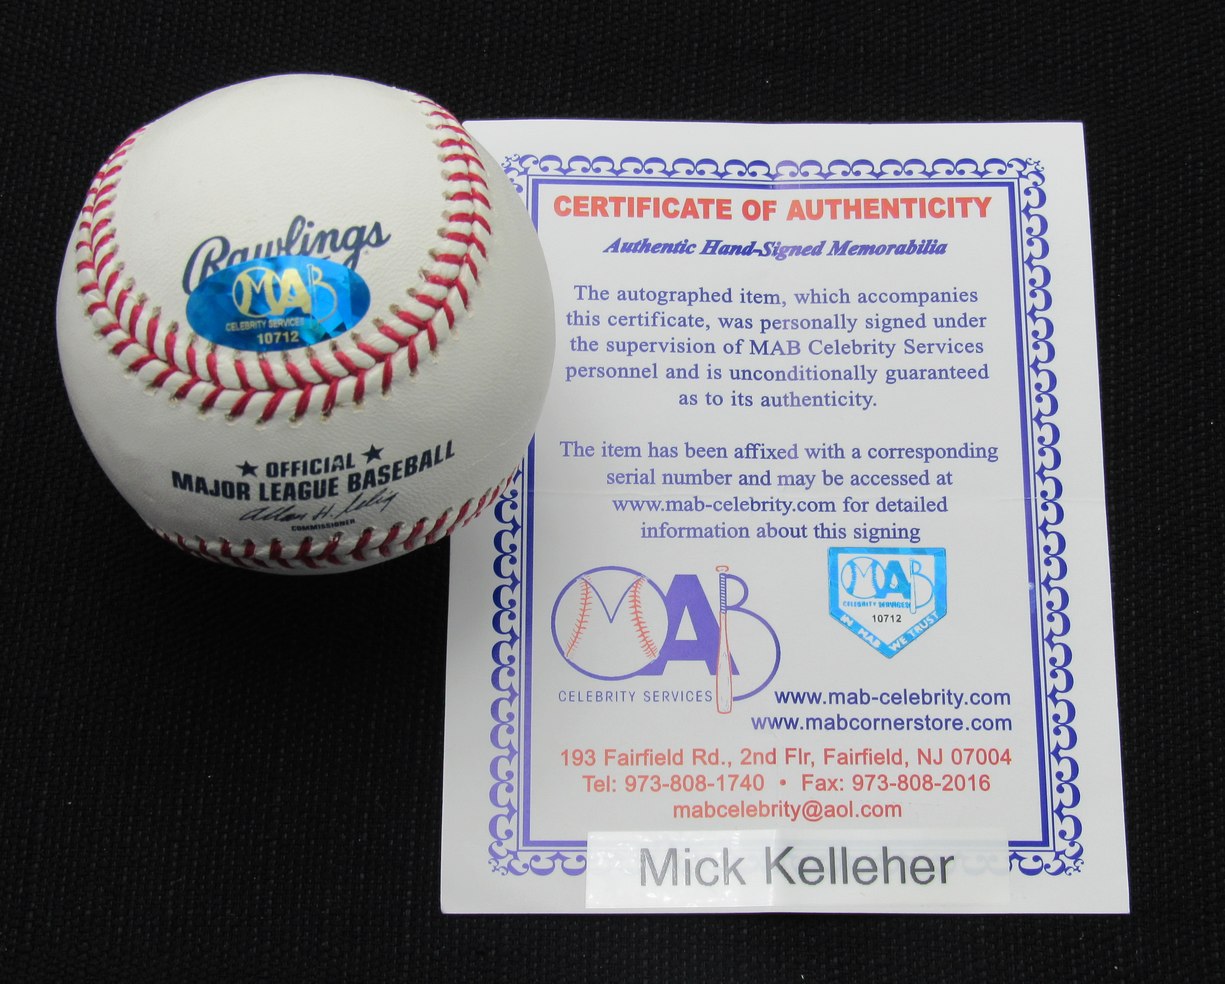 Rawlings
MAB
CELEBRITY SERVICES
10712
OFFICIAL
MAJOR LEAGUE BASEBALL
Allan H. Selig
COMMISSIONER
CERTIFICATE OF AUTHENTICITY
Authentic Hand-Signed Memorabilia
The autographed item, which accompanies
this certificate, was personally signed under
the supervision of MAB Celebrity Services
personnel and is unconditionally guaranteed
as to its authenticity.
The item has been affixed with a corresponding
serial number and may be accessed at
www.mab-celebrity.com for detailed
information about this signing
MAB
CELEBRITY SERVICES
MAB
CELEBRITY SERVICES
10712
IN MAB WE TRUST
www.mab-celebrity.com
www.mabcornerstore.com
193 Fairfield Rd., 2nd Flr, Fairfield, NJ 07004
Tel: 973-808-1740 • Fax: 973-808-2016
mabcelebrity@aol.com
Mick Kelleher